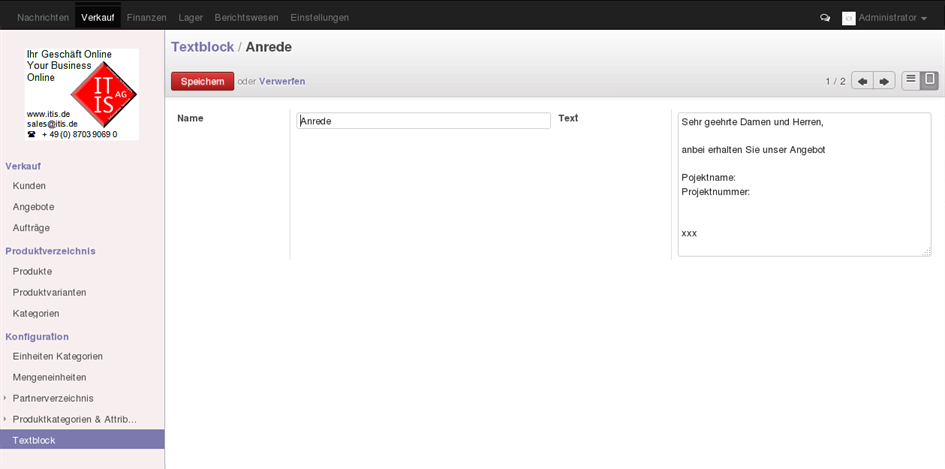 Nachrichten Verkauf Finanzen Lager Berichtswesen Einstellungen Administrator
Ihr Geschäft Online
Your Business
Online
IT
IS AG
www.itis.de
sales@itis.de
☎ + 49 (0) 8703 9069 0
Verkauf
Kunden
Angebote
Aufträge
Produktverzeichnis
Produkte
Produktvarianten
Kategorien
Konfiguration
Einheiten Kategorien
Mengeneinheiten
Partnerverzeichnis
Produktkategorien & Attrib...
Textblock
Textblock / Anrede
Speichern oder Verwerfen
1 / 2
Name
Anrede
Text
Sehr geehrte Damen und Herren,
anbei erhalten Sie unser Angebot
Pojektname:
Projektnummer:
xxx